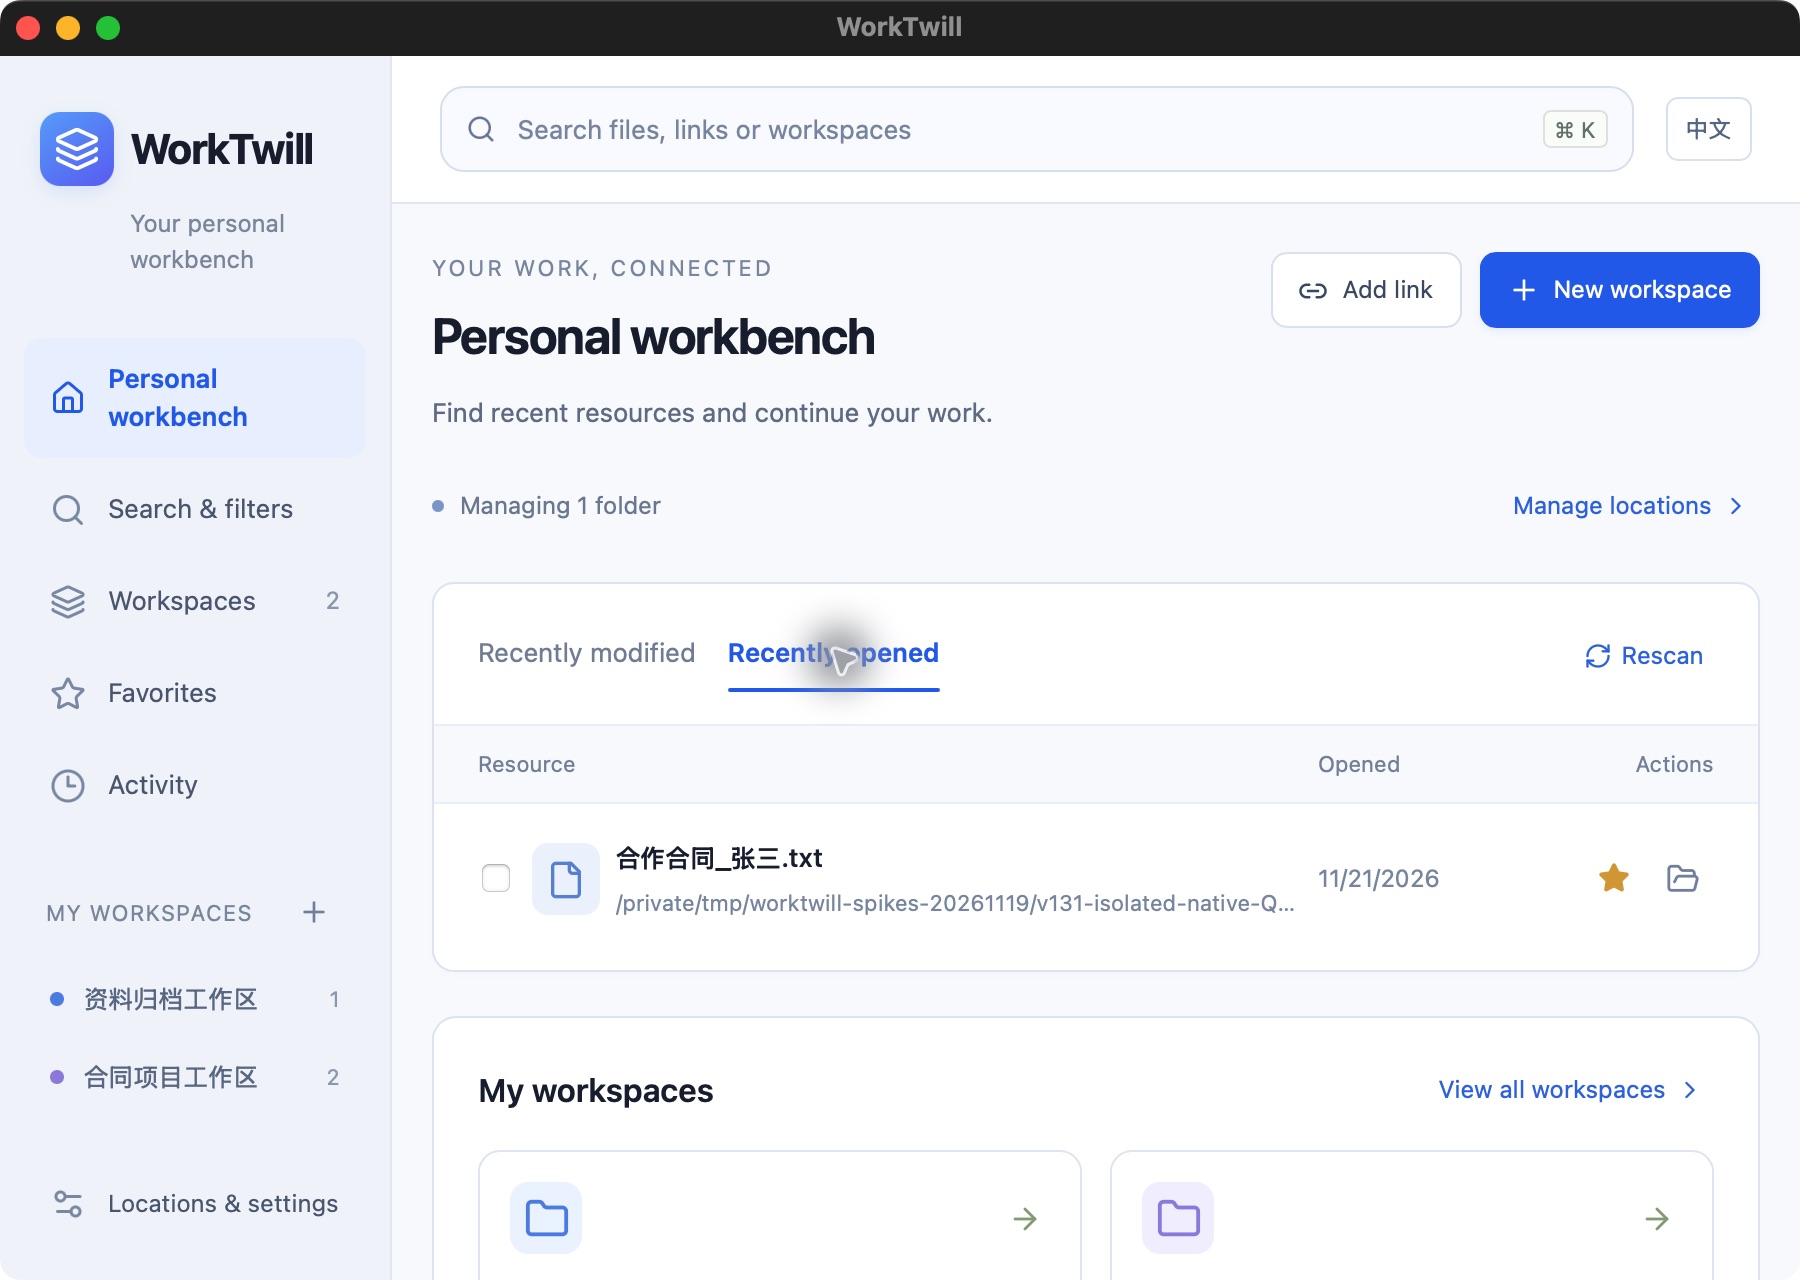 WorkTwill
WorkTwill
Your personal
workbench
Personal
workbench
Search & filters
Workspaces 2
Favorites
Activity
MY WORKSPACES
资料归档工作区 1
合同项目工作区 2
Locations & settings
Search files, links or workspaces ⌘ K
中文
YOUR WORK, CONNECTED
Personal workbench
Find recent resources and continue your work.
Add link
New workspace
Managing 1 folder
Manage locations
Recently modified Recently opened
Rescan
Resource Opened Actions
合作合同_张三.txt
/private/tmp/worktwill-spikes-20261119/v131-isolated-native-Q...
11/21/2026
My workspaces
View all workspaces